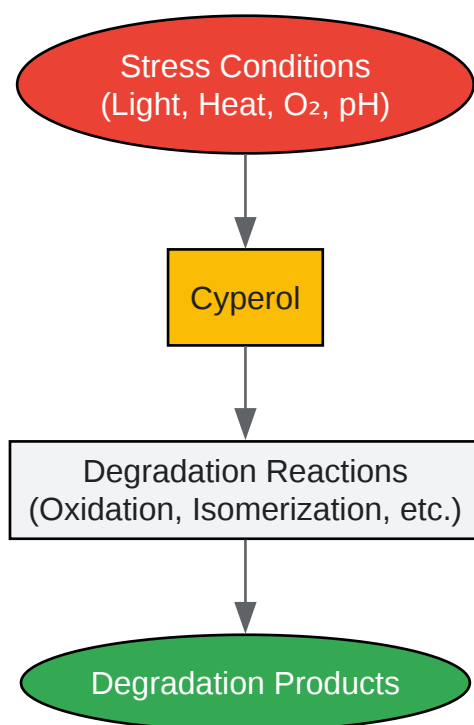 Stress Conditions
(Light, Heat, O₂, pH)
Cyperol
Degradation Reactions
(Oxidation, Isomerization, etc.)
Degradation Products